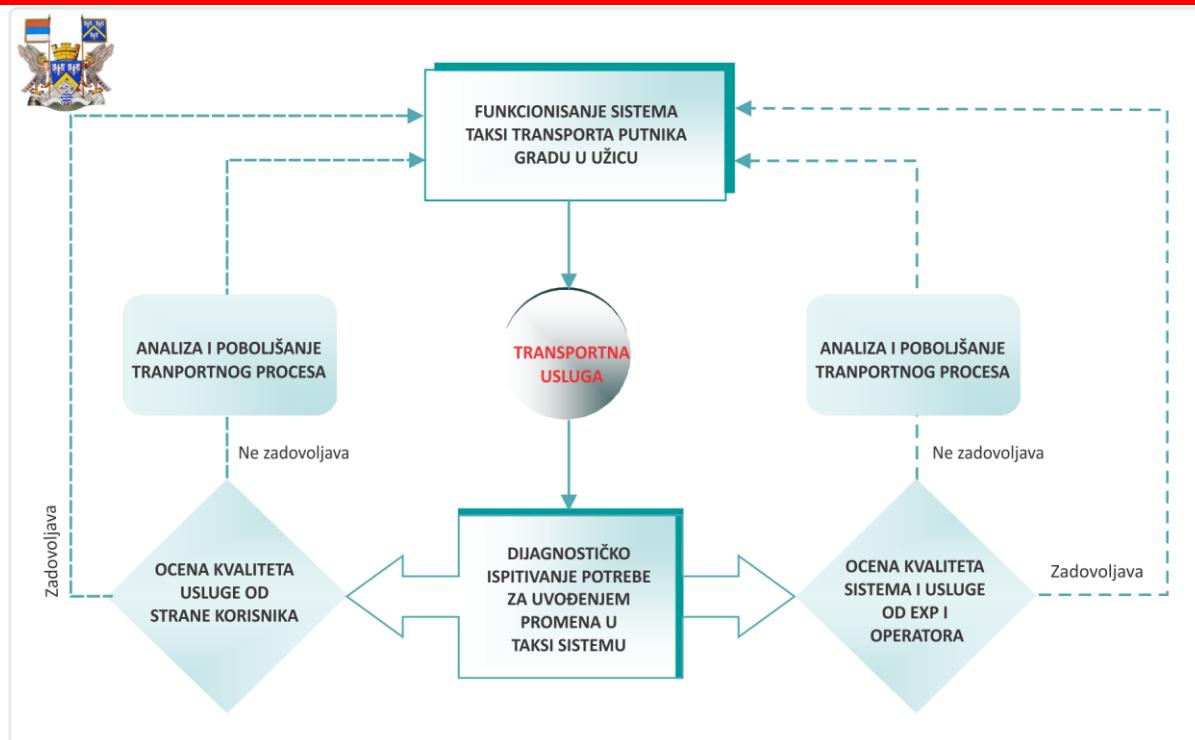 FUNKCIONISANJE SISTEMA
TAKSI TRANSPORTA PUTNIKA
GRADU U UŽICU
TRANSPORTNA
USLUGA
ANALIZA I POBOLJŠANJE
TRANPORTNOG PROCESA
ANALIZA I POBOLJŠANJE
TRANPORTNOG PROCESA
Ne zadovoljava
Ne zadovoljava
Zadovoljava
OCENA KVALITETA
USLUGE OD
STRANE KORISNIKA
DIJAGNOSTIČKO
ISPITIVANJE POTREBE
ZA UVOĐENJEM
PROMENA U
TAKSI SISTEMU
OCENA KVALITETA
SISTEMA I USLUGE
OD EXP I
OPERATORA
Zadovoljava